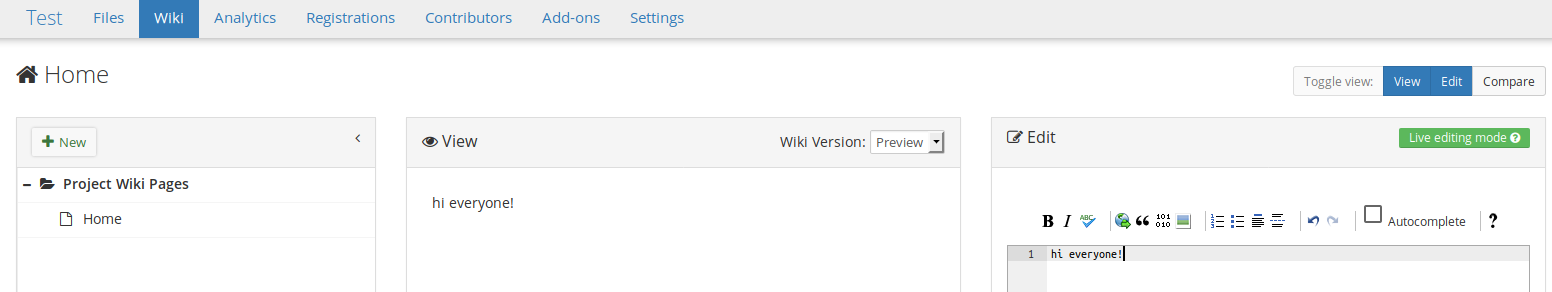 Test Files Wiki Analytics Registrations Contributors Add-ons Settings
Home
Toggle view: View Edit Compare
New
View
Wiki Version: Preview
Edit
Live editing mode ?
Project Wiki Pages
Home
hi everyone!
B I ABC 101 010 Autocomplete ?
1 hi everyone!